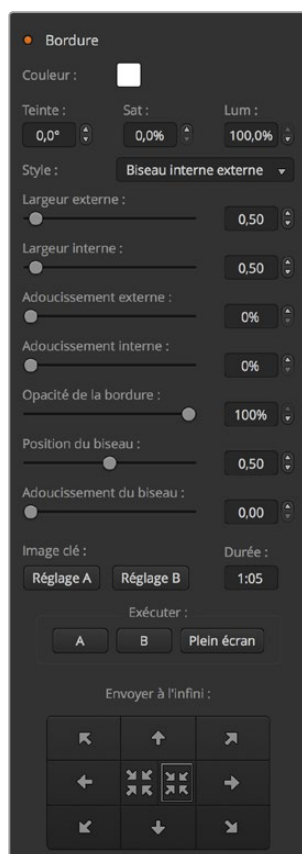 Bordure
Couleur :
Teinte : Sat : Lum :
0,0° 0,0% 100,0%
Style : Biseau interne externe
Largeur externe :
0,50
Largeur interne :
0,50
Adoucissement externe :
0%
Adoucissement interne :
0%
Opacité de la bordure :
100%
Position du biseau :
0,50
Adoucissement du biseau :
0,00
Image clé : Durée :
Réglage A Réglage B 1:05
Exécuter :
A B Plein écran
Envoyer à l'infini :